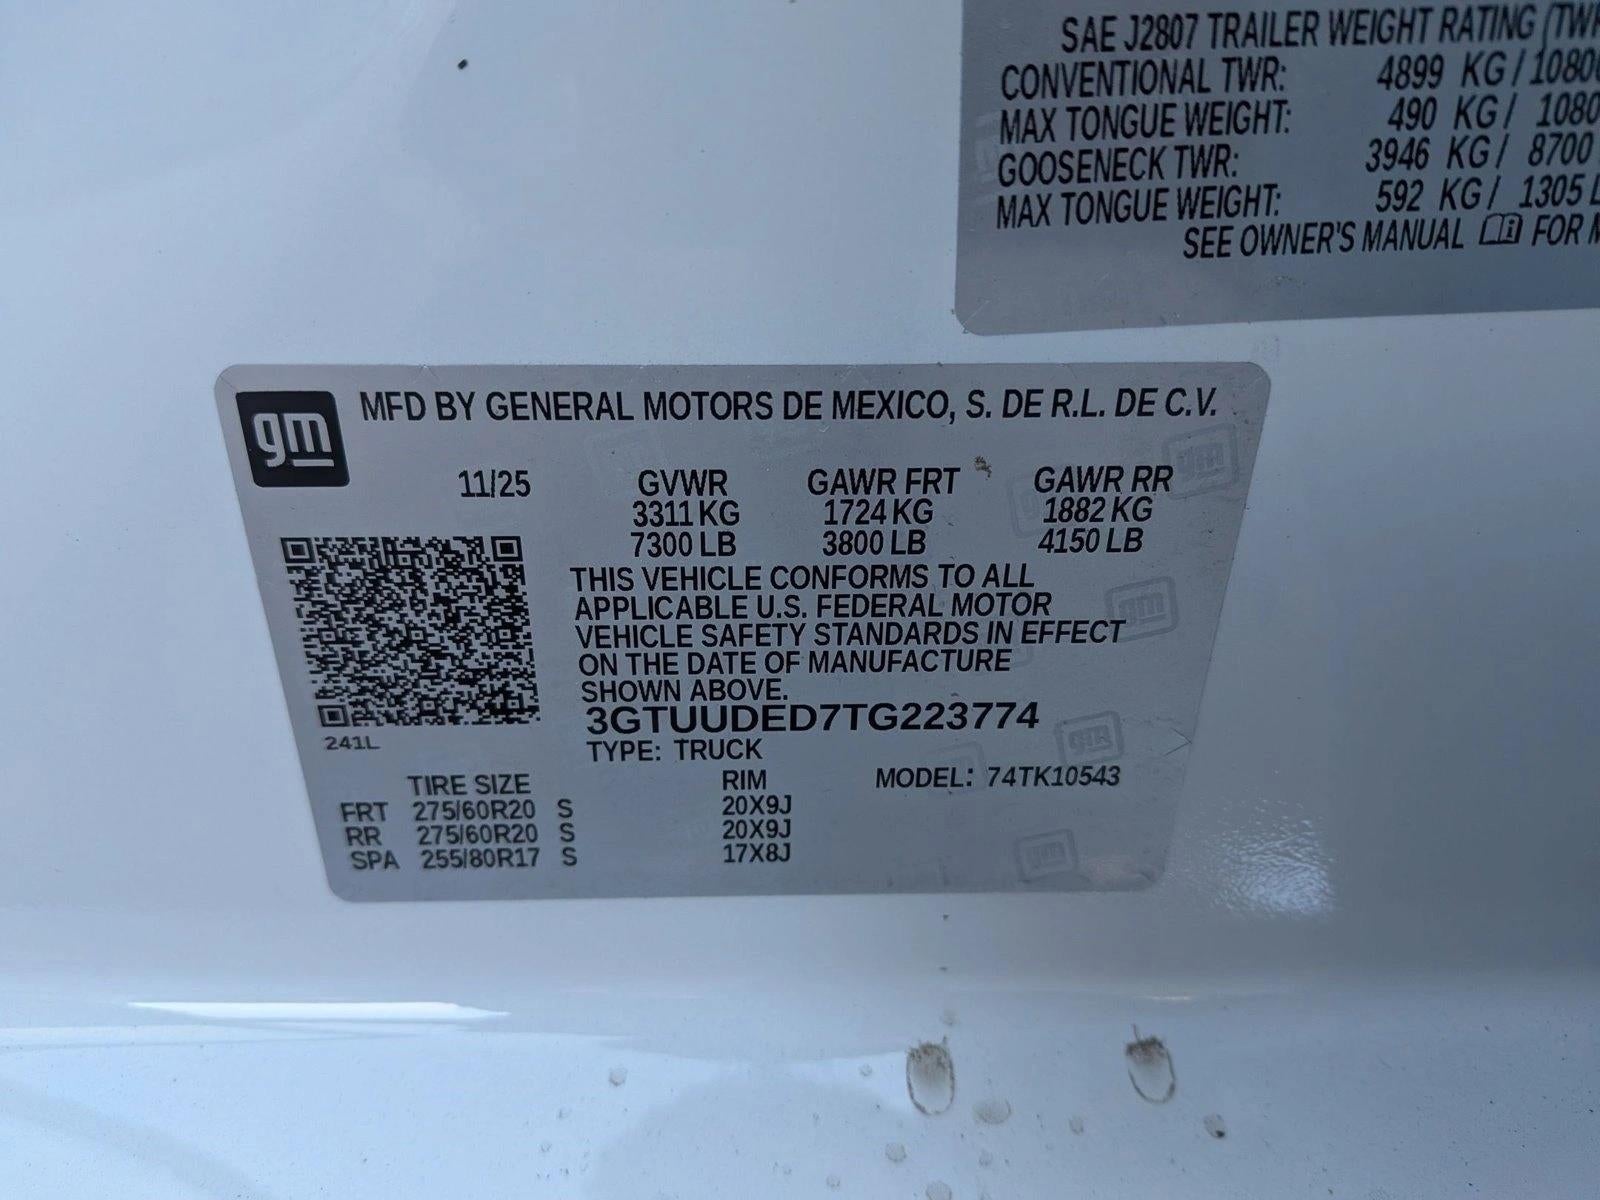 SAE J2807 TRAILER WEIGHT RATING (TWR
CONVENTIONAL TWR: 4899 KG / 10800
MAX TONGUE WEIGHT: 490 KG / 1080
GOOSENECK TWR: 3946 KG / 8700
MAX TONGUE WEIGHT: 592 KG / 1305 L
SEE OWNER'S MANUAL FOR M
gm MFD BY GENERAL MOTORS DE MEXICO, S. DE R.L. DE C.V.
11/25 GVWR GAWR FRT GAWR RR
3311 KG 1724 KG 1882 KG
7300 LB 3800 LB 4150 LB
THIS VEHICLE CONFORMS TO ALL
APPLICABLE U.S. FEDERAL MOTOR
VEHICLE SAFETY STANDARDS IN EFFECT
ON THE DATE OF MANUFACTURE
SHOWN ABOVE.
3GTUUDED7TG223774
241L TYPE: TRUCK
TIRE SIZE RIM MODEL: 74TK10543
FRT 275/60R20 S 20X9J
RR 275/60R20 S 20X9J
SPA 255/80R17 S 17X8J